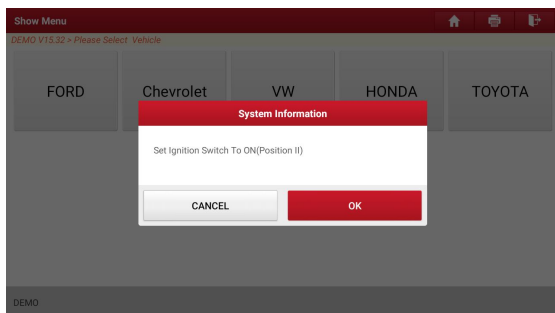 Show Menu
DEMO V15.32 > Please Select Vehicle
FORD
Chevrolet
VW
HONDA
TOYOTA
System Information
Set Ignition Switch To ON(Position II)
CANCEL
OK
DEMO